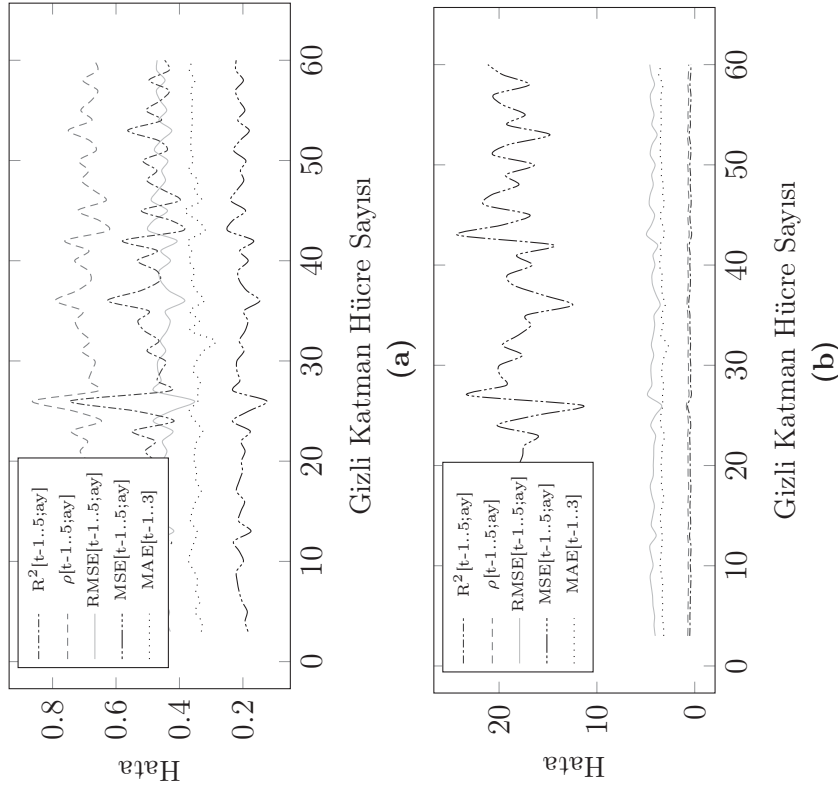 R²[t-1..5;ay]
ρ[t-1..5;ay]
RMSE[t-1..5;ay]
MSE[t-1..5;ay]
MAE[t-1..3]
Hata
0.8
0.6
0.4
0.2
0 10 20 30 40 50 60
Gizli Katman Hücre Sayısı
(a)
R²[t-1..5;ay]
ρ[t-1..5;ay]
RMSE[t-1..5;ay]
MSE[t-1..5;ay]
MAE[t-1..3]
Hata
20
10
0
0 10 20 30 40 50 60
Gizli Katman Hücre Sayısı
(b)